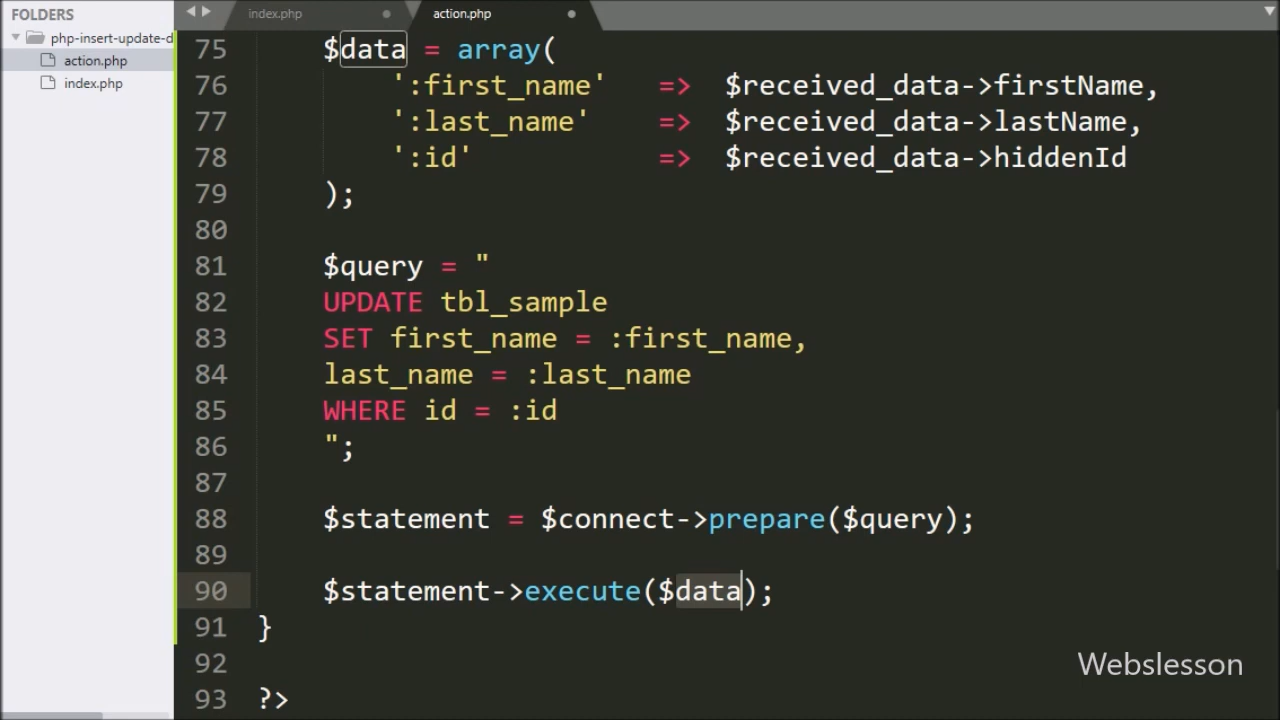 FOLDERS
php-insert-update-d
action.php
index.php
index.php
action.php
75 $data = array(
76 ':first_name' => $received_data->firstName,
77 ':last_name' => $received_data->lastName,
78 ':id' => $received_data->hiddenId
79 );
80
81 $query = "
82 UPDATE tbl_sample
83 SET first_name = :first_name,
84 last_name = :last_name
85 WHERE id = :id
86 ";
87
88 $statement = $connect->prepare($query);
89
90 $statement->execute($data);
91 }
92
93 ?>
Webslesson